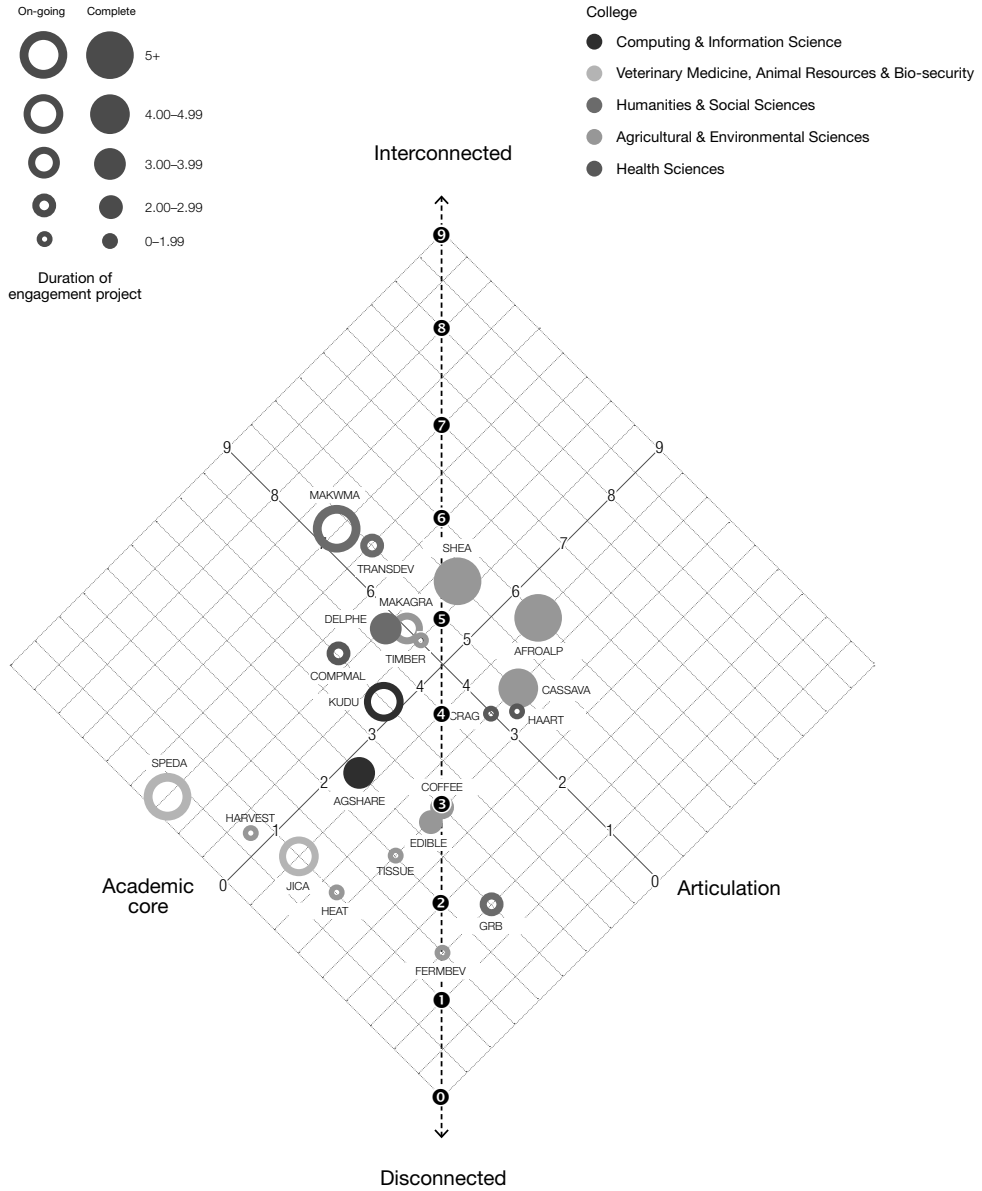 On-going Complete
5+
4.00–4.99
3.00–3.99
2.00–2.99
0–1.99
Duration of
engagement project
College
Computing & Information Science
Veterinary Medicine, Animal Resources & Bio-security
Humanities & Social Sciences
Agricultural & Environmental Sciences
Health Sciences
Interconnected
9
8
7
9 9
8 8
MAKWMA
6
7 7
SHEA
TRANSDEV
6 6
MAKAGRA
DELPHE 5
5
TIMBER AFROALP
COMPMAL
4 4
KUDU CASSAVA
4 CRAG HAART
3 3
SPEDA
2 2
COFFEE
AGSHARE 3
HARVEST
1 1
EDIBLE
TISSUE
0 JICA 0
Academic
core
Articulation
HEAT 2
GRB
FERMBEV
1
0
Disconnected